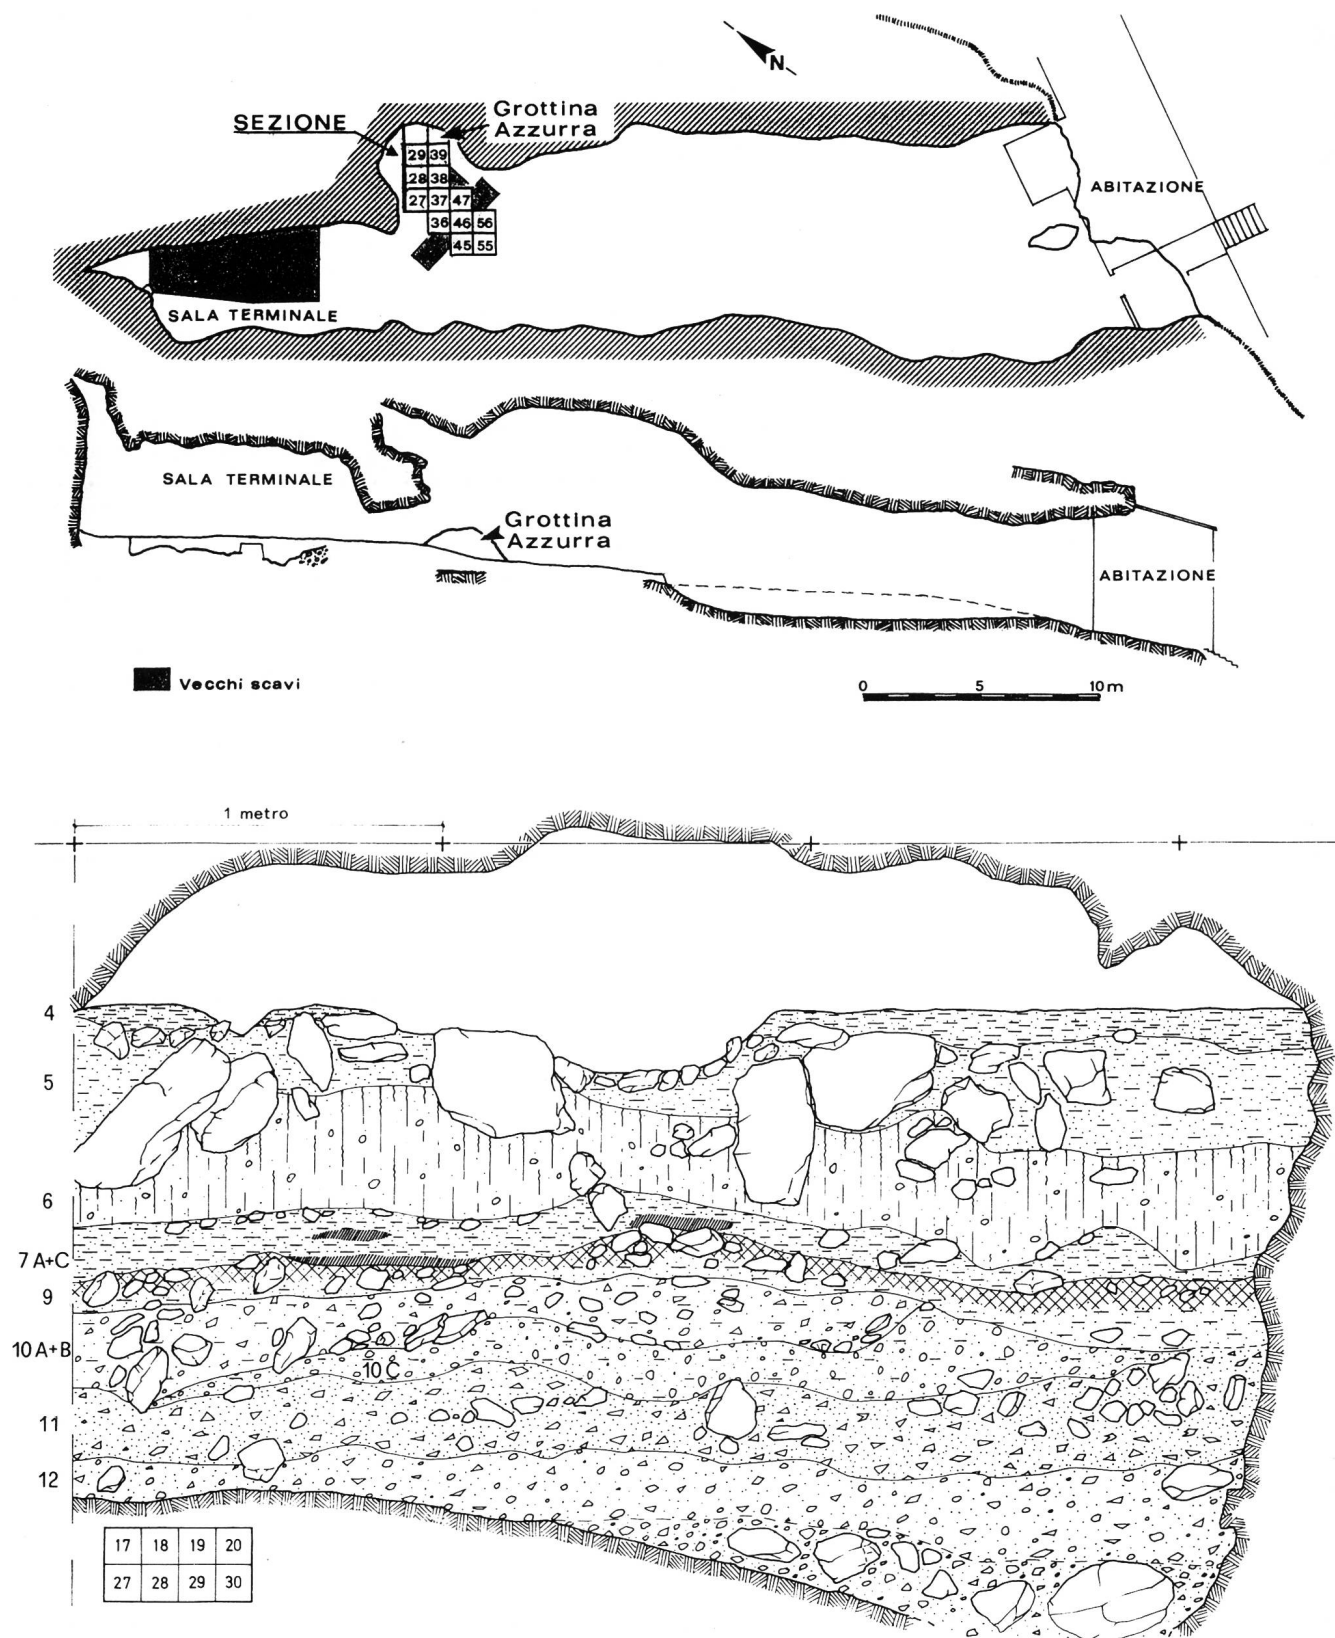 N
SEZIONE
Grottina
Azzurra
29 39
28 38
27 37 47
36 46 56
45 55
ABITAZIONE
SALA TERMINALE
SALA TERMINALE
Grottina
Azzurra
ABITAZIONE
Vecchi scavi
0 5 10 m
1 metro
4
5
6
7 A+C
9
10 A+B
10 C
11
12
17 18 19 20
27 28 29 30